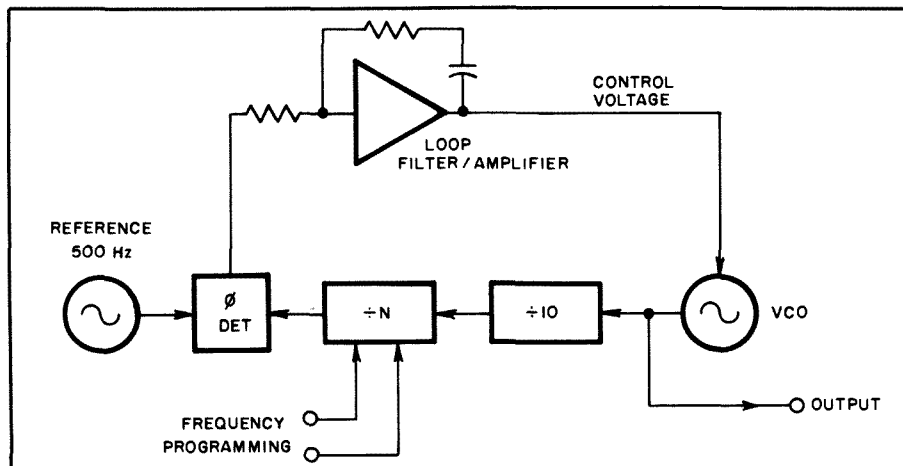 CONTROL
VOLTAGE
LOOP
FILTER/AMPLIFIER
REFERENCE
500 Hz
Ø
DET
÷N
÷10
VCO
OUTPUT
FREQUENCY
PROGRAMMING